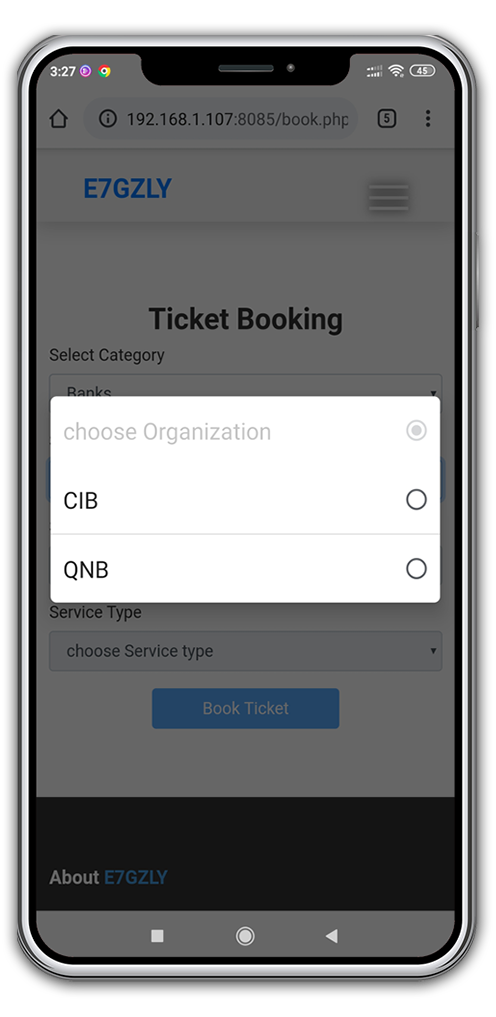 3:27
45
5
192.168.1.107:8085/book.php
E7GZLY
Ticket Booking
Select Category
Banks
choose Organization
CIB
QNB
Service Type
choose Service type
Book Ticket
About E7GZLY